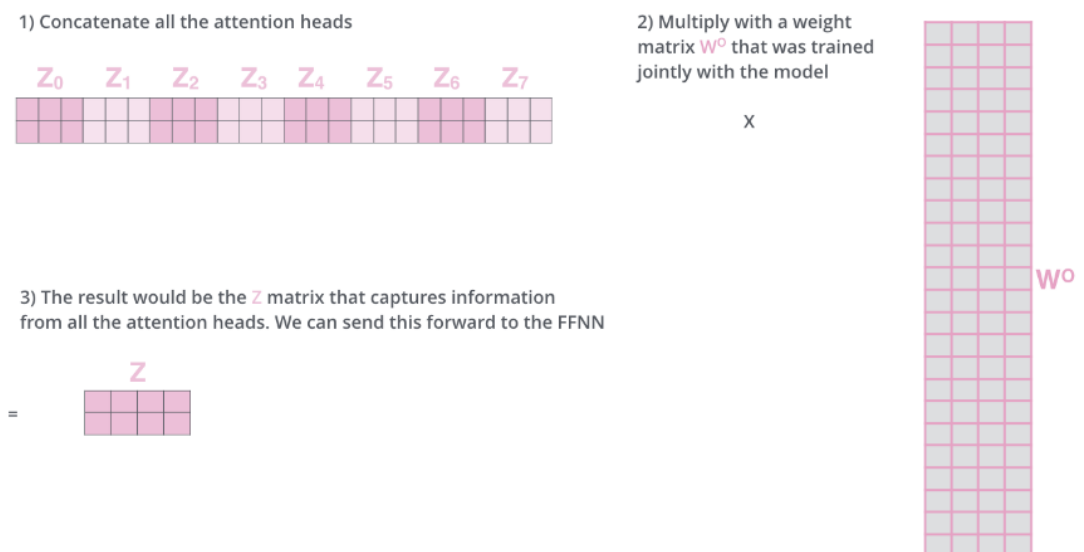 1) Concatenate all the attention heads
Z0 Z1 Z2 Z3 Z4 Z5 Z6 Z7
2) Multiply with a weight
matrix W^O that was trained
jointly with the model
X
W^O
3) The result would be the Z matrix that captures information
from all the attention heads. We can send this forward to the FFNN
Z
=